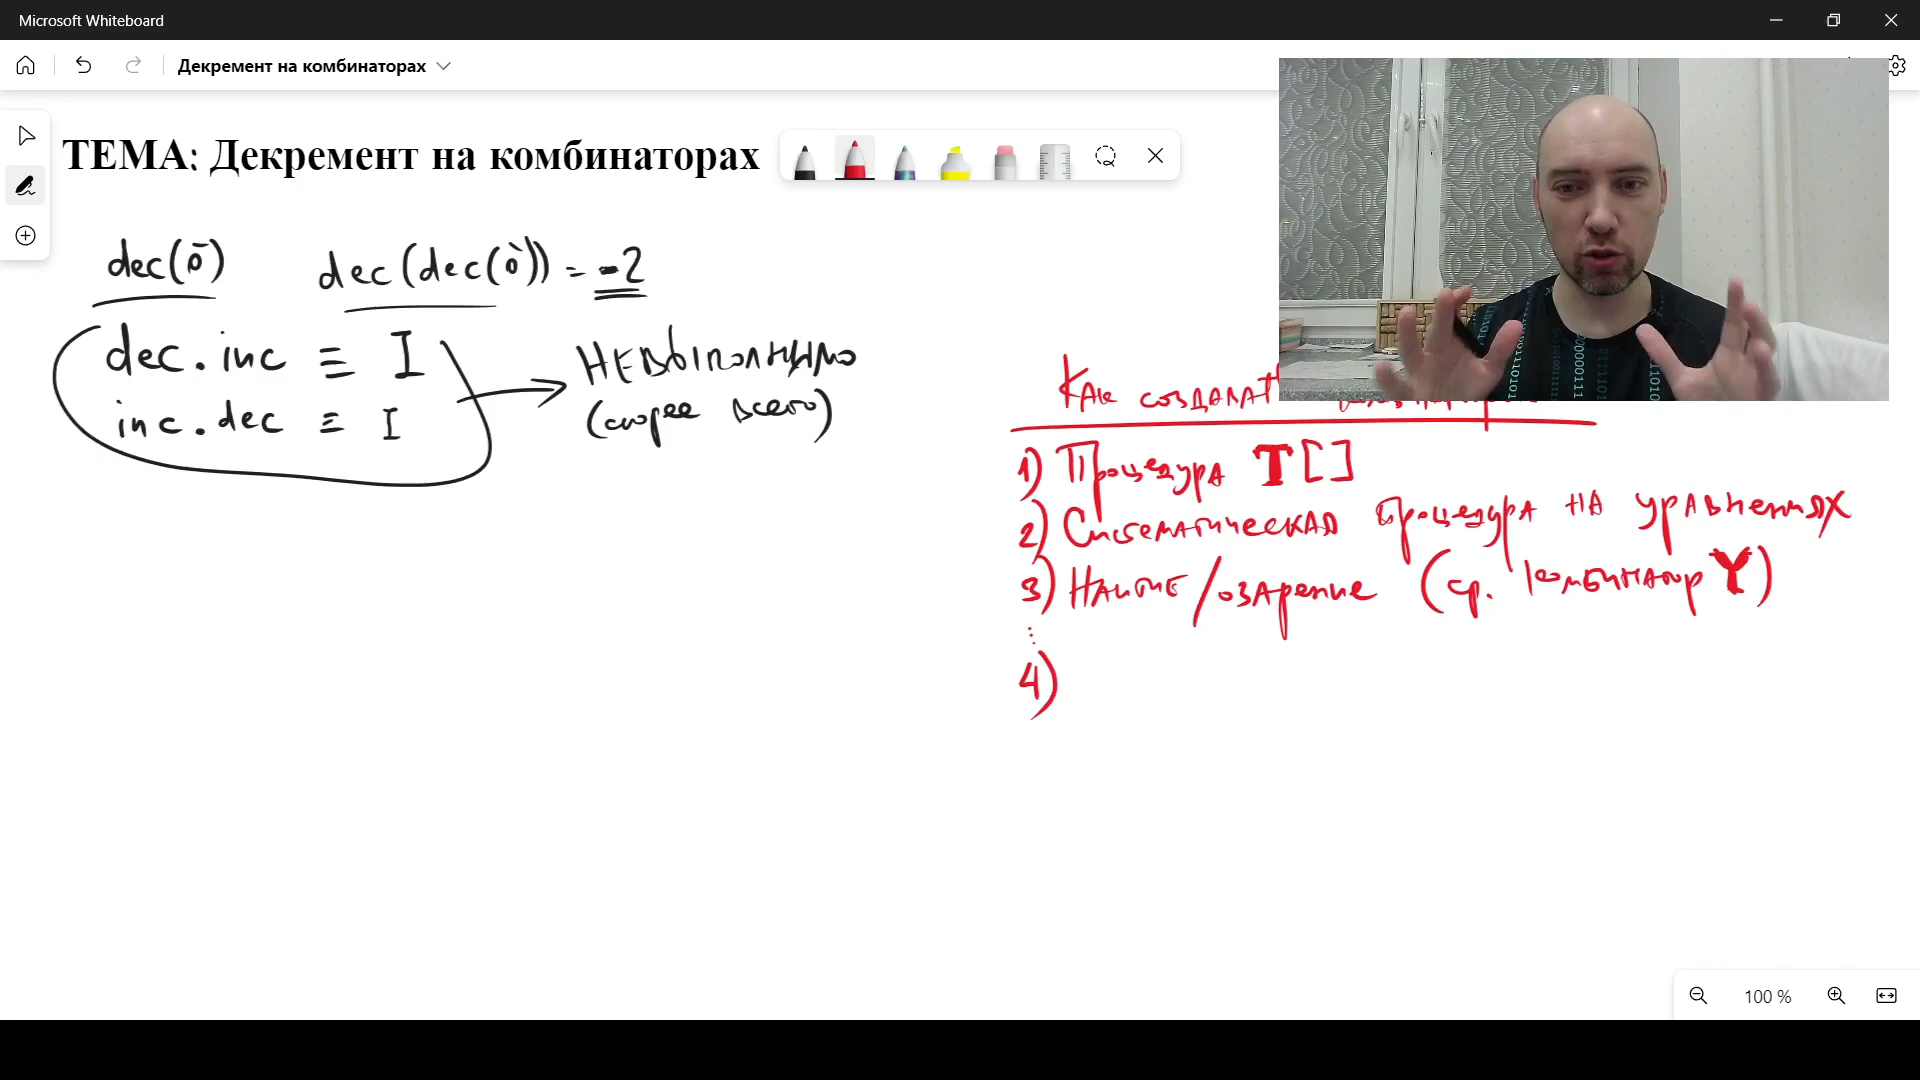 Microsoft Whiteboard
Декремент на комбинаторах
ТЕМА: Декремент на комбинаторах
dec(0̄) dec(dec(0̀)) = -2
dec . inc ≡ I
inc . dec ≡ I
НЕВЫПОЛНИМО
(скорее всего)
Как создават
1) Процедура T[ ]
2) Систематическая процедура на уравнениях
3) Наитие/озарение (ср. комбинатор Y)
⋮
4)
100 %